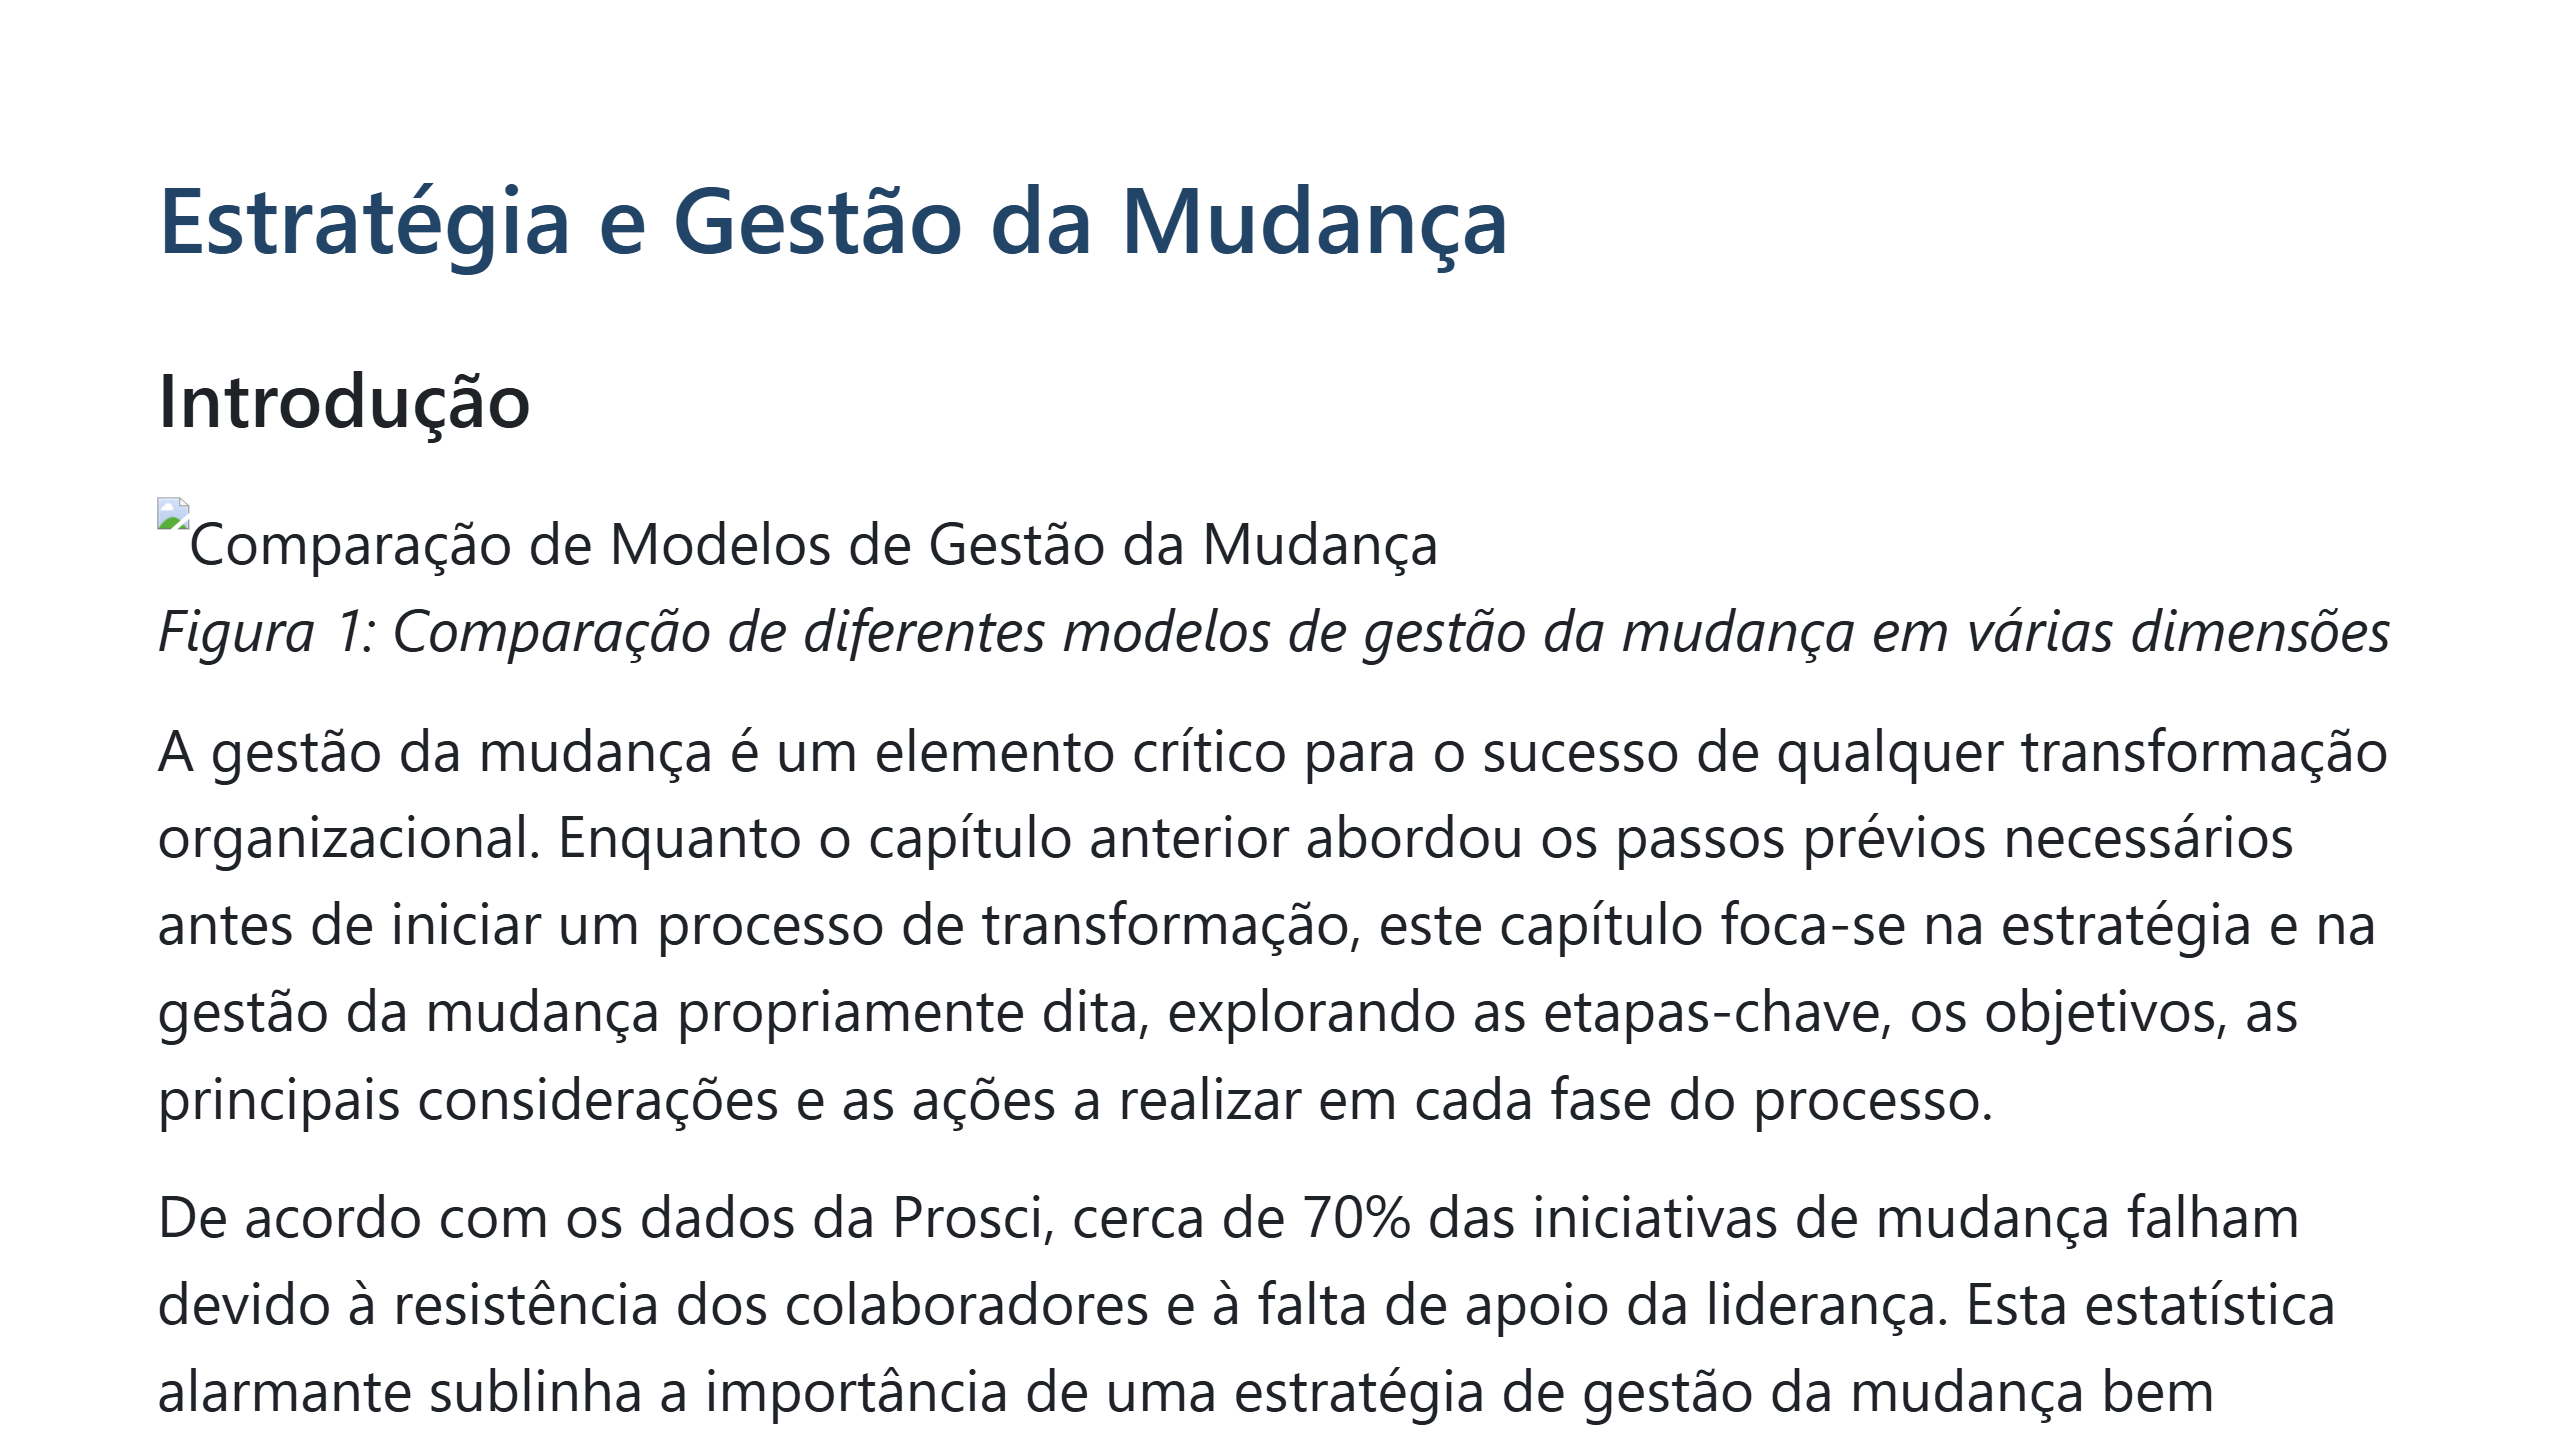 Estratégia e Gestão da Mudança
Introdução
Comparação de Modelos de Gestão da Mudança
Figura 1: Comparação de diferentes modelos de gestão da mudança em várias dimensões
A gestão da mudança é um elemento crítico para o sucesso de qualquer transformação
organizacional. Enquanto o capítulo anterior abordou os passos prévios necessários
antes de iniciar um processo de transformação, este capítulo foca-se na estratégia e na
gestão da mudança propriamente dita, explorando as etapas-chave, os objetivos, as
principais considerações e as ações a realizar em cada fase do processo.
De acordo com os dados da Prosci, cerca de 70% das iniciativas de mudança falham
devido à resistência dos colaboradores e à falta de apoio da liderança. Esta estatística
alarmante sublinha a importância de uma estratégia de gestão da mudança bem